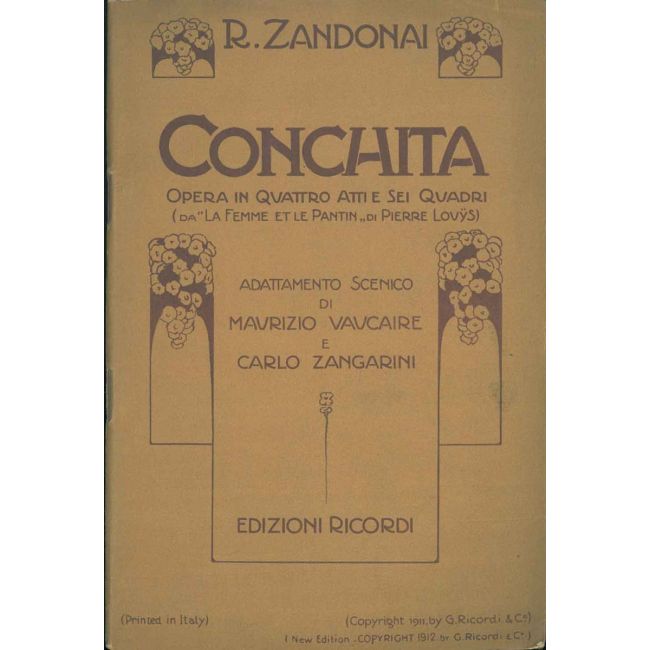 R. ZANDONAI
CONCHITA
OPERA IN QUATTRO ATTI E SEI QUADRI
(DA "LA FEMME ET LE PANTIN„ DI PIERRE LOUŸS)
ADATTAMENTO SCENICO
DI
MAURIZIO VAUCAIRE
E
CARLO ZANGARINI
EDIZIONI RICORDI
(Printed in Italy)
(Copyright 1911, by G. Ricordi & Cº)
(New Edition - COPYRIGHT 1912 by G. Ricordi & Cº.)